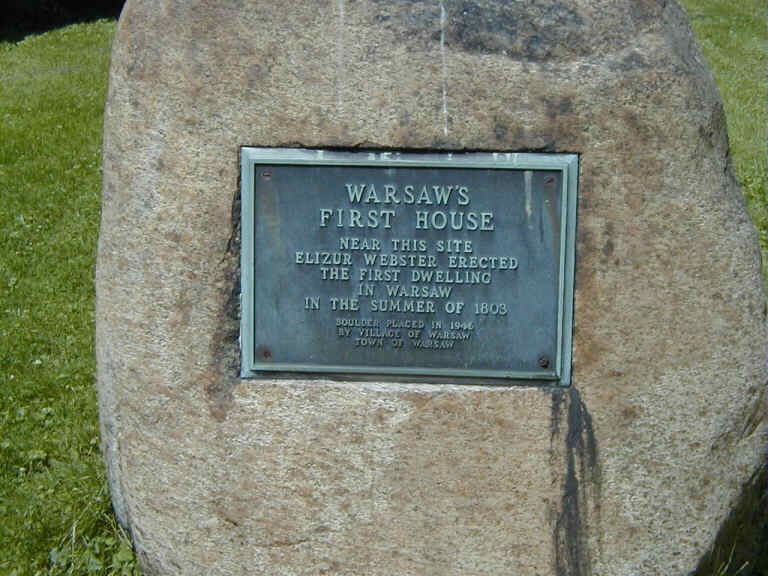 WARSAW'S
FIRST HOUSE
NEAR THIS SITE
ELIZUR WEBSTER ERECTED
THE FIRST DWELLING
IN WARSAW
IN THE SUMMER OF 1803
BOULDER PLACED IN 1946
BY VILLAGE OF WARSAW
TOWN OF WARSAW